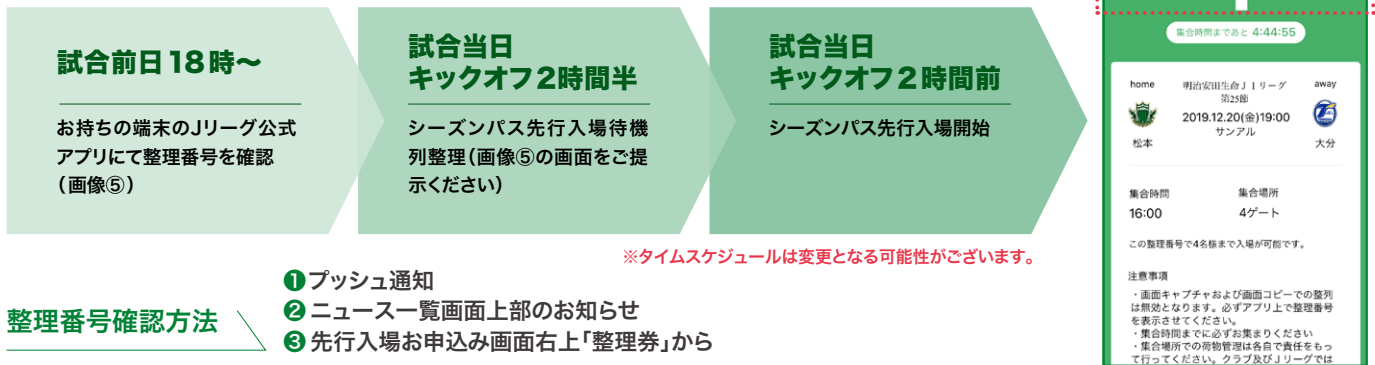 試合前日18時～
お持ちの端末のJリーグ公式
アプリにて整理番号を確認
（画像⑤）
試合当日
キックオフ2時間半
シーズンパス先行入場待機
列整理（画像⑤の画面をご提
示ください）
試合当日
キックオフ2時間前
シーズンパス先行入場開始
※タイムスケジュールは変更となる可能性がございます。
整理番号確認方法
❶プッシュ通知
❷ニュース一覧画面上部のお知らせ
❸先行入場お申込み画面右上「整理券」から
集合時間まであと 4:44:55
home 明治安田生命Ｊ１リーグ away
第25節
2019.12.20(金)19:00
サンアル
松本 大分
集合時間 集合場所
16:00 4ゲート
この整理番号で4名様まで入場が可能です。
注意事項
・画面キャプチャおよび画面コピーでの整列
は無効となります。必ずアプリ上で整理番号
を表示させてください。
・集合時間までに必ずお集まりください
・集合場所での荷物管理は各自で責任をもっ
て行ってください。クラブ及びＪリーグでは